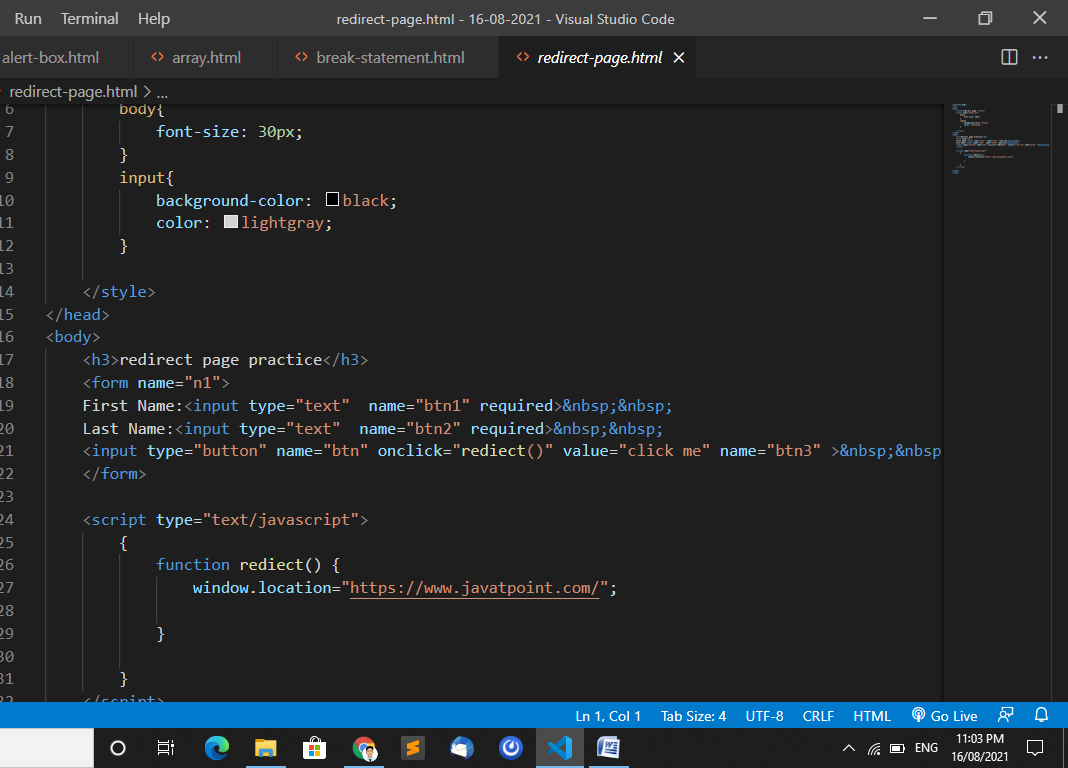 Run Terminal Help redirect-page.html - 16-08-2021 - Visual Studio Code
alert-box.html <> array.html <> break-statement.html <> redirect-page.html
redirect-page.html > ...
6 body{
7 font-size: 30px;
8 }
9 input{
10 background-color: black;
11 color: lightgray;
12 }
13
14 </style>
15 </head>
16 <body>
17 <h3>redirect page practice</h3>
18 <form name="n1">
19 First Name:<input type="text"  name="btn1" required>&nbsp;&nbsp;
20 Last Name:<input type="text"  name="btn2" required>&nbsp;&nbsp;
21 <input type="button" name="btn" onclick="rediect()" value="click me" name="btn3" >&nbsp;&nbsp
22 </form>
23
24 <script type="text/javascript">
25 {
26 function rediect() {
27 window.location="https://www.javatpoint.com/";
28
29 }
30
31 }
32 </script>
Ln 1, Col 1 Tab Size: 4 UTF-8 CRLF HTML Go Live
ENG 11:03 PM
16/08/2021